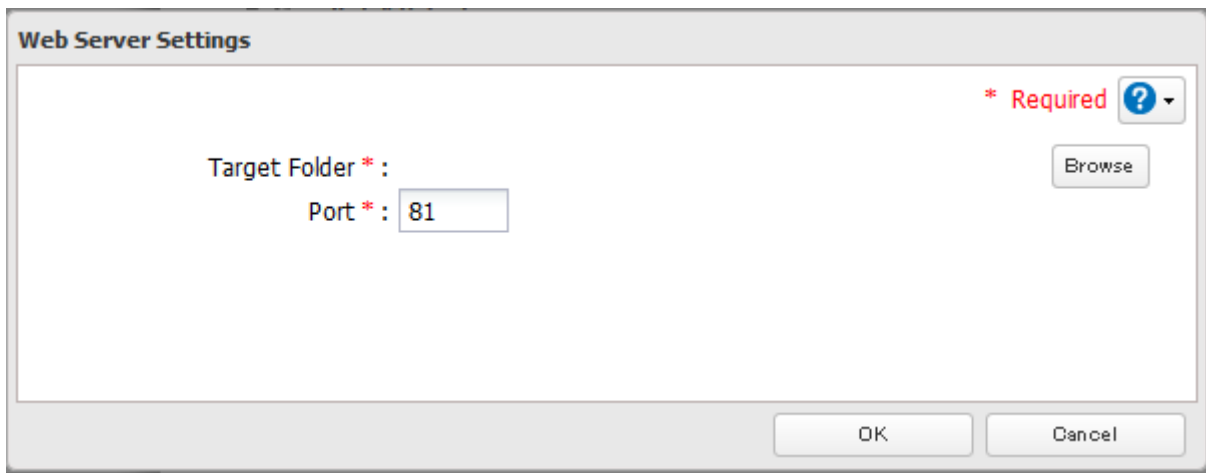 Web Server Settings
* Required ?
Target Folder * : Browse
Port * : 81
OK Cancel